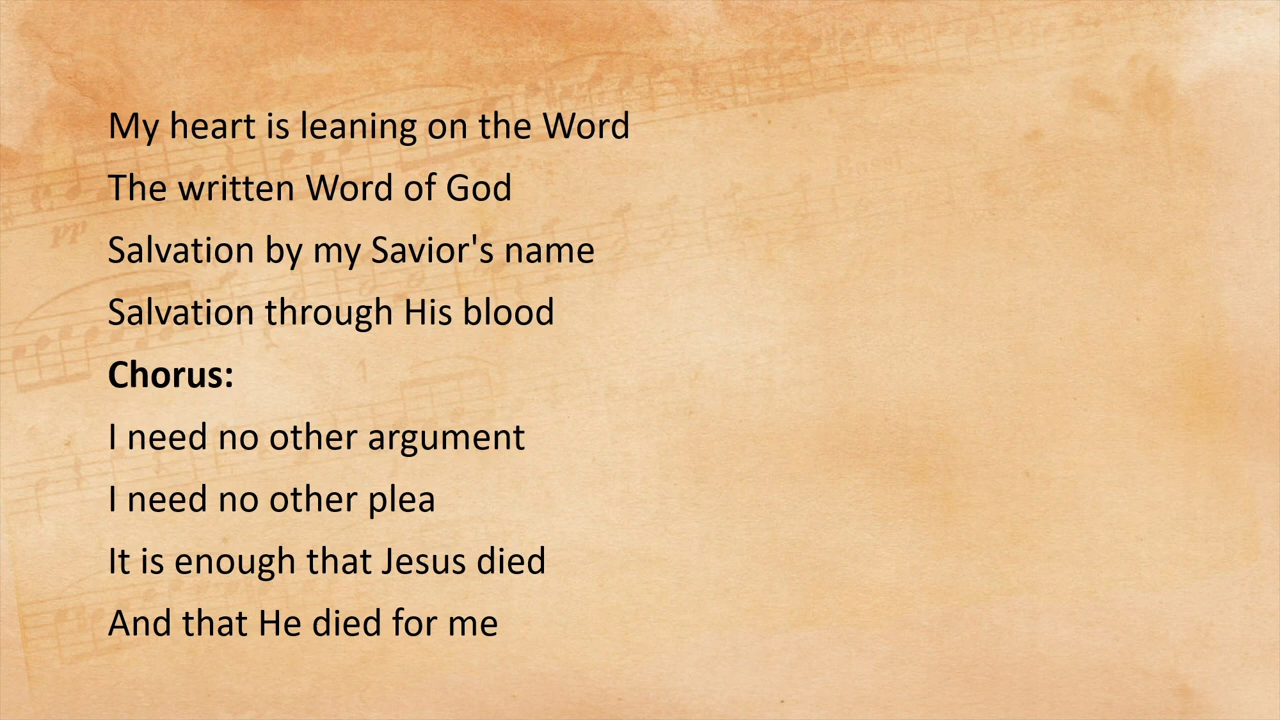 My heart is leaning on the Word
The written Word of God
Salvation by my Savior's name
Salvation through His blood
Chorus:
I need no other argument
I need no other plea
It is enough that Jesus died
And that He died for me
pp